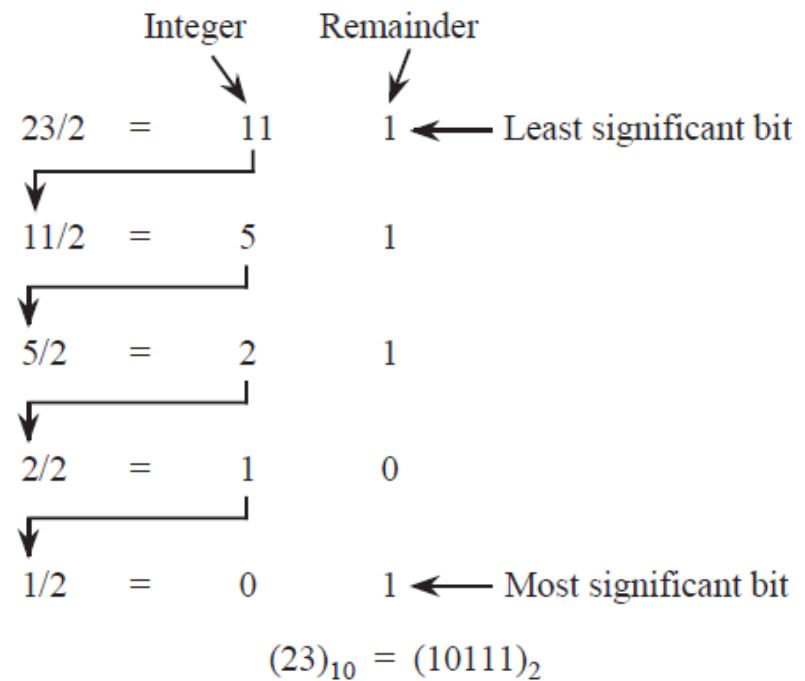 Integer Remainder
23/2 = 11 1 Least significant bit
11/2 = 5 1
5/2 = 2 1
2/2 = 1 0
1/2 = 0 1 Most significant bit
(23)₁₀ = (10111)₂